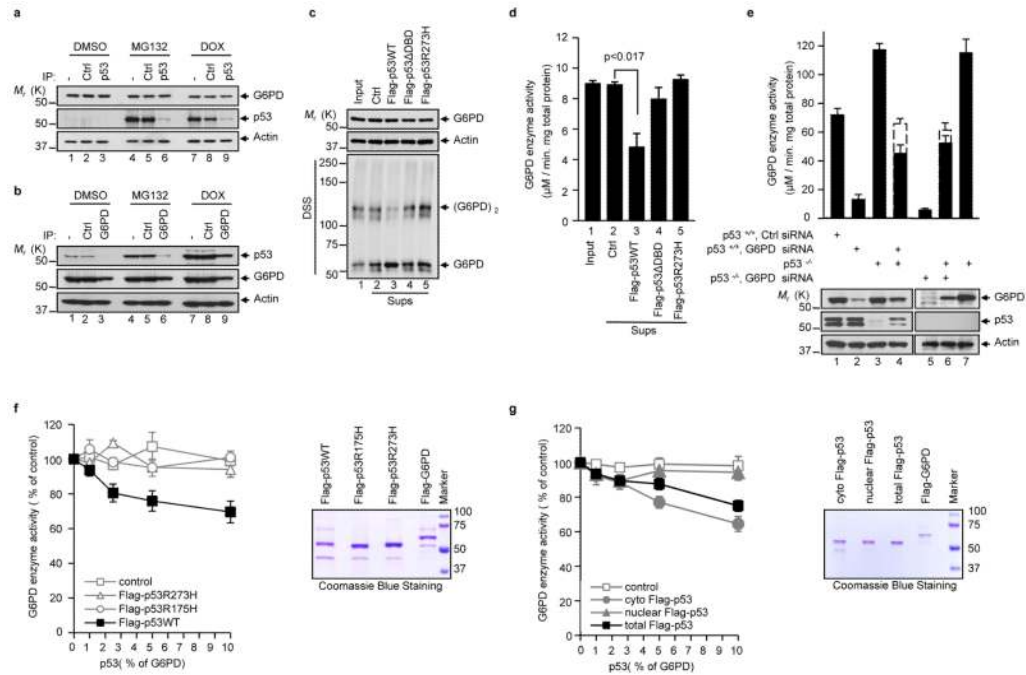 a
DMSO MG132 DOX
IP: - Ctrl p53 - Ctrl p53 - Ctrl p53
Mr (K)
50 G6PD
50 p53
37 Actin
1 2 3 4 5 6 7 8 9
b
DMSO MG132 DOX
IP: - Ctrl G6PD - Ctrl G6PD - Ctrl G6PD
Mr (K)
50 p53
50 G6PD
37 Actin
1 2 3 4 5 6 7 8 9
c
Input Ctrl Flag-p53WT Flag-p53ΔDBD Flag-p53R273H
Mr (K)
50 G6PD
37 Actin
DSS
250
150
100 (G6PD) 2
75
50 G6PD
1 2 3 4 5
Sups
d
G6PD enzyme activity
(µM / min. mg total protein)
12
10
8
6
4
2
0
p<0.017
1 2 3 4 5
Input Ctrl Flag-p53WT Flag-p53ΔDBD Flag-p53R273H
Sups
e
G6PD enzyme activity
(µM / min. mg total protein)
120
100
80
60
40
20
0
p53 +/+, Ctrl siRNA +
p53 +/+, G6PD siRNA + +
p53 -/- + + + +
p53 -/-, G6PD siRNA + +
Mr (K)
50 G6PD
50 p53
37 Actin
1 2 3 4 5 6 7
f
G6PD enzyme activity ( % of control)
120
100
80
60
40
20
0
control
Flag-p53R273H
Flag-p53R175H
Flag-p53WT
0 1 2 3 4 5 6 7 8 9 10
p53( % of G6PD)
Flag-p53WT Flag-p53R175H Flag-p53R273H Flag-G6PD Marker
100
75
50
37
Coomassie Blue Staining
g
G6PD enzyme activity ( % of control)
120
100
80
60
40
20
0
control
cyto Flag-p53
nuclear Flag-p53
total Flag-p53
0 1 2 3 4 5 6 7 8 9 10
p53( % of G6PD)
cyto Flag-p53 nuclear Flag-p53 total Flag-p53 Flag-G6PD Marker
100
75
50
37
Coomassie Blue Staining